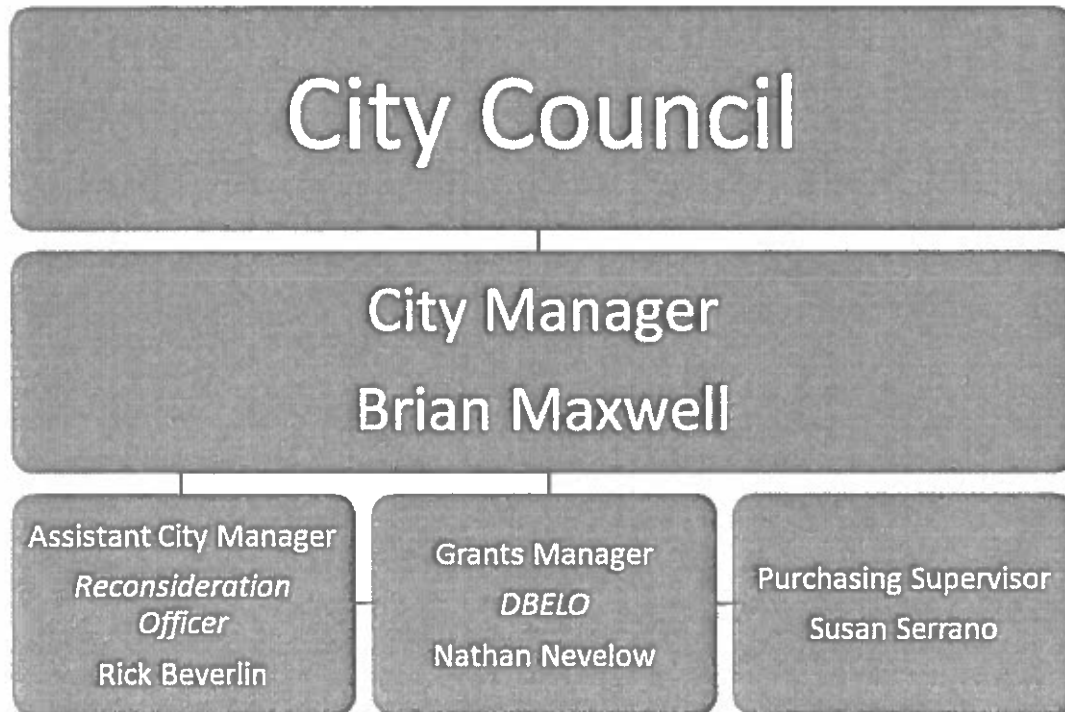 City Council
City Manager
Brian Maxwell
Assistant City Manager
Reconsideration
Officer
Rick Beverlin
Grants Manager
DBELO
Nathan Nevelow
Purchasing Supervisor
Susan Serrano